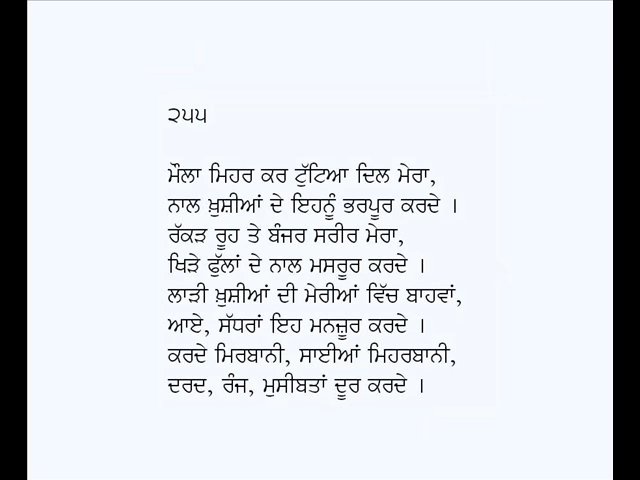 ੨੫੫
ਮੌਲਾ ਮਿਹਰ ਕਰ ਟੁੱਟਿਆ ਦਿਲ ਮੇਰਾ,
ਨਾਲ ਖ਼ੁਸ਼ੀਆਂ ਦੇ ਇਹਨੂੰ ਭਰਪੂਰ ਕਰਦੇ ।
ਰੱਕੜ ਰੂਹ ਤੇ ਬੰਜਰ ਸਰੀਰ ਮੇਰਾ,
ਖਿੜੇ ਫੁੱਲਾਂ ਦੇ ਨਾਲ ਮਸਰੂਰ ਕਰਦੇ ।
ਲਾੜੀ ਖ਼ੁਸ਼ੀਆਂ ਦੀ ਮੇਰੀਆਂ ਵਿੱਚ ਬਾਹਵਾਂ,
ਆਏ, ਸੱਧਰਾਂ ਇਹ ਮਨਜ਼ੂਰ ਕਰਦੇ ।
ਕਰਦੇ ਮਿਰਬਾਨੀ, ਸਾਈਆਂ ਮਿਹਰਬਾਨੀ,
ਦਰਦ, ਰੰਜ, ਮੁਸੀਬਤਾਂ ਦੂਰ ਕਰਦੇ ।